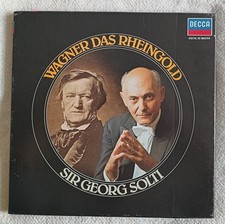 DECCA
WAGNER DAS RHEINGOLD
SIR GEORG SOLTI